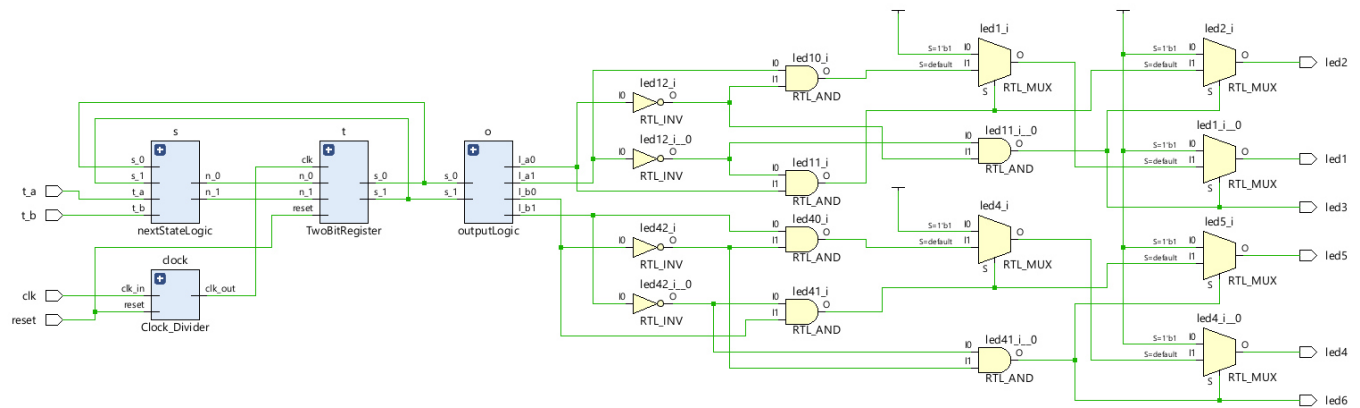 led1_i
led2_i
S=1'b1 I0
O
S=default I1
S
RTL_MUX
S=1'b1 I0
O
S=default I1
S
RTL_MUX
led2
led10_i
I0
O
I1
RTL_AND
led12_i
I0 O
RTL_INV
led12_i__0
I0 O
RTL_INV
led11_i__0
I0
O
I1
RTL_AND
led11_i
I0
O
I1
RTL_AND
led1_i__0
S=1'b1 I0
O
S=default I1
S
RTL_MUX
led1
led3
s
s_0
s_1 n_0
t_a n_1
t_b
nextStateLogic
t_a
t_b
t
clk
n_0 s_0
n_1 s_1
reset
TwoBitRegister
o
l_a0
l_a1
s_0 l_b0
s_1 l_b1
outputLogic
clock
clk_in clk_out
reset
Clock_Divider
clk
reset
led40_i
I0
O
I1
RTL_AND
led42_i
I0 O
RTL_INV
led42_i__0
I0 O
RTL_INV
led41_i
I0
O
I1
RTL_AND
led4_i
S=1'b1 I0
O
S=default I1
S
RTL_MUX
led5_i
S=1'b1 I0
O
S=default I1
S
RTL_MUX
led5
led41_i__0
I0
O
I1
RTL_AND
led4_i__0
S=1'b1 I0
O
S=default I1
S
RTL_MUX
led4
led6